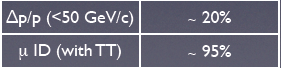 Δp/p (<50 GeV/c) ~ 20%
μ ID (with TT) ~ 95%